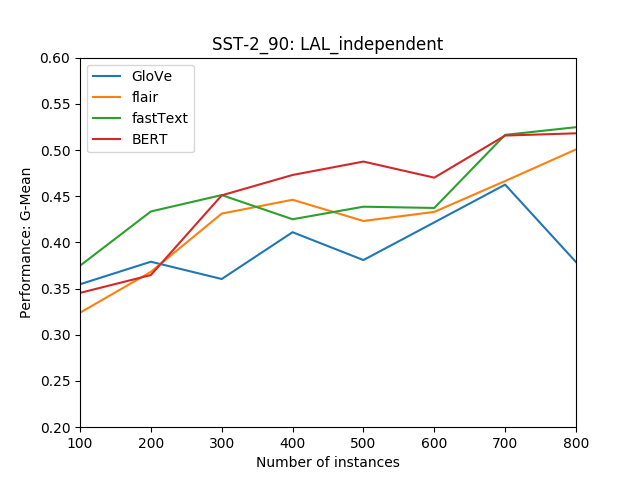 SST-2_90: LAL_independent
GloVe
flair
fastText
BERT
Performance: G-Mean
0.60
0.55
0.50
0.45
0.40
0.35
0.30
0.25
0.20
100 200 300 400 500 600 700 800
Number of instances